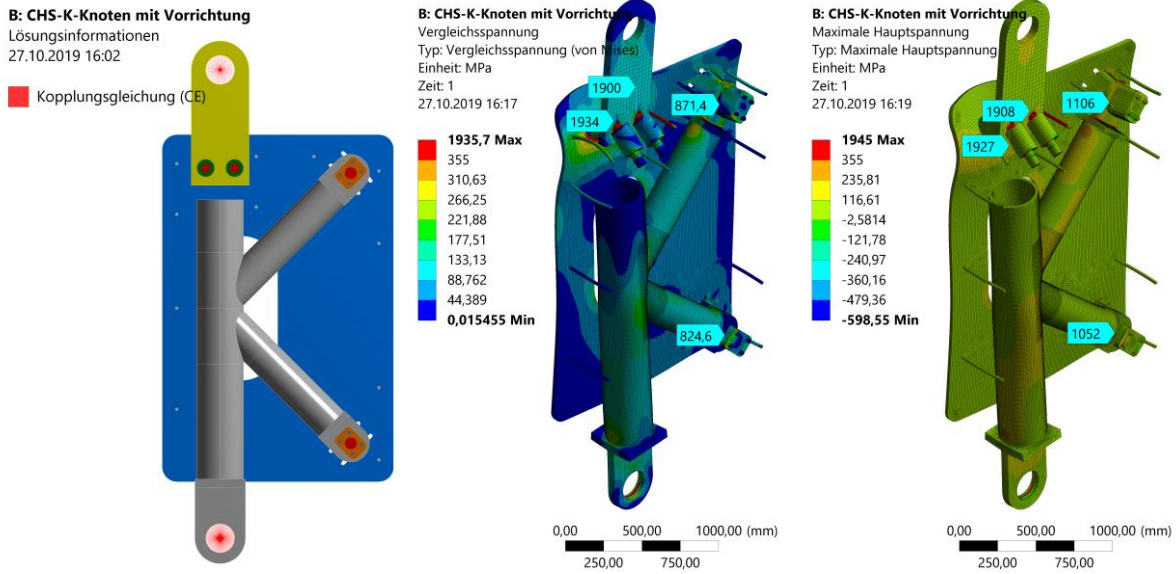 B: CHS-K-Knoten mit Vorrichtung
Lösungsinformationen
27.10.2019 16:02
Kopplungsgleichung (CE)
B: CHS-K-Knoten mit Vorrichtung
Vergleichsspannung
Typ: Vergleichsspannung (von Mises)
Einheit: MPa
Zeit: 1
27.10.2019 16:17
1935,7 Max
355
310,63
266,25
221,88
177,51
133,13
88,762
44,389
0,015455 Min
1900
1934
871,4
824,6
0,00 500,00 1000,00 (mm)
250,00 750,00
B: CHS-K-Knoten mit Vorrichtung
Maximale Hauptspannung
Typ: Maximale Hauptspannung
Einheit: MPa
Zeit: 1
27.10.2019 16:19
1945 Max
355
235,81
116,61
-2,5814
-121,78
-240,97
-360,16
-479,36
-598,55 Min
1908
1106
1927
1052
0,00 500,00 1000,00 (mm)
250,00 750,00